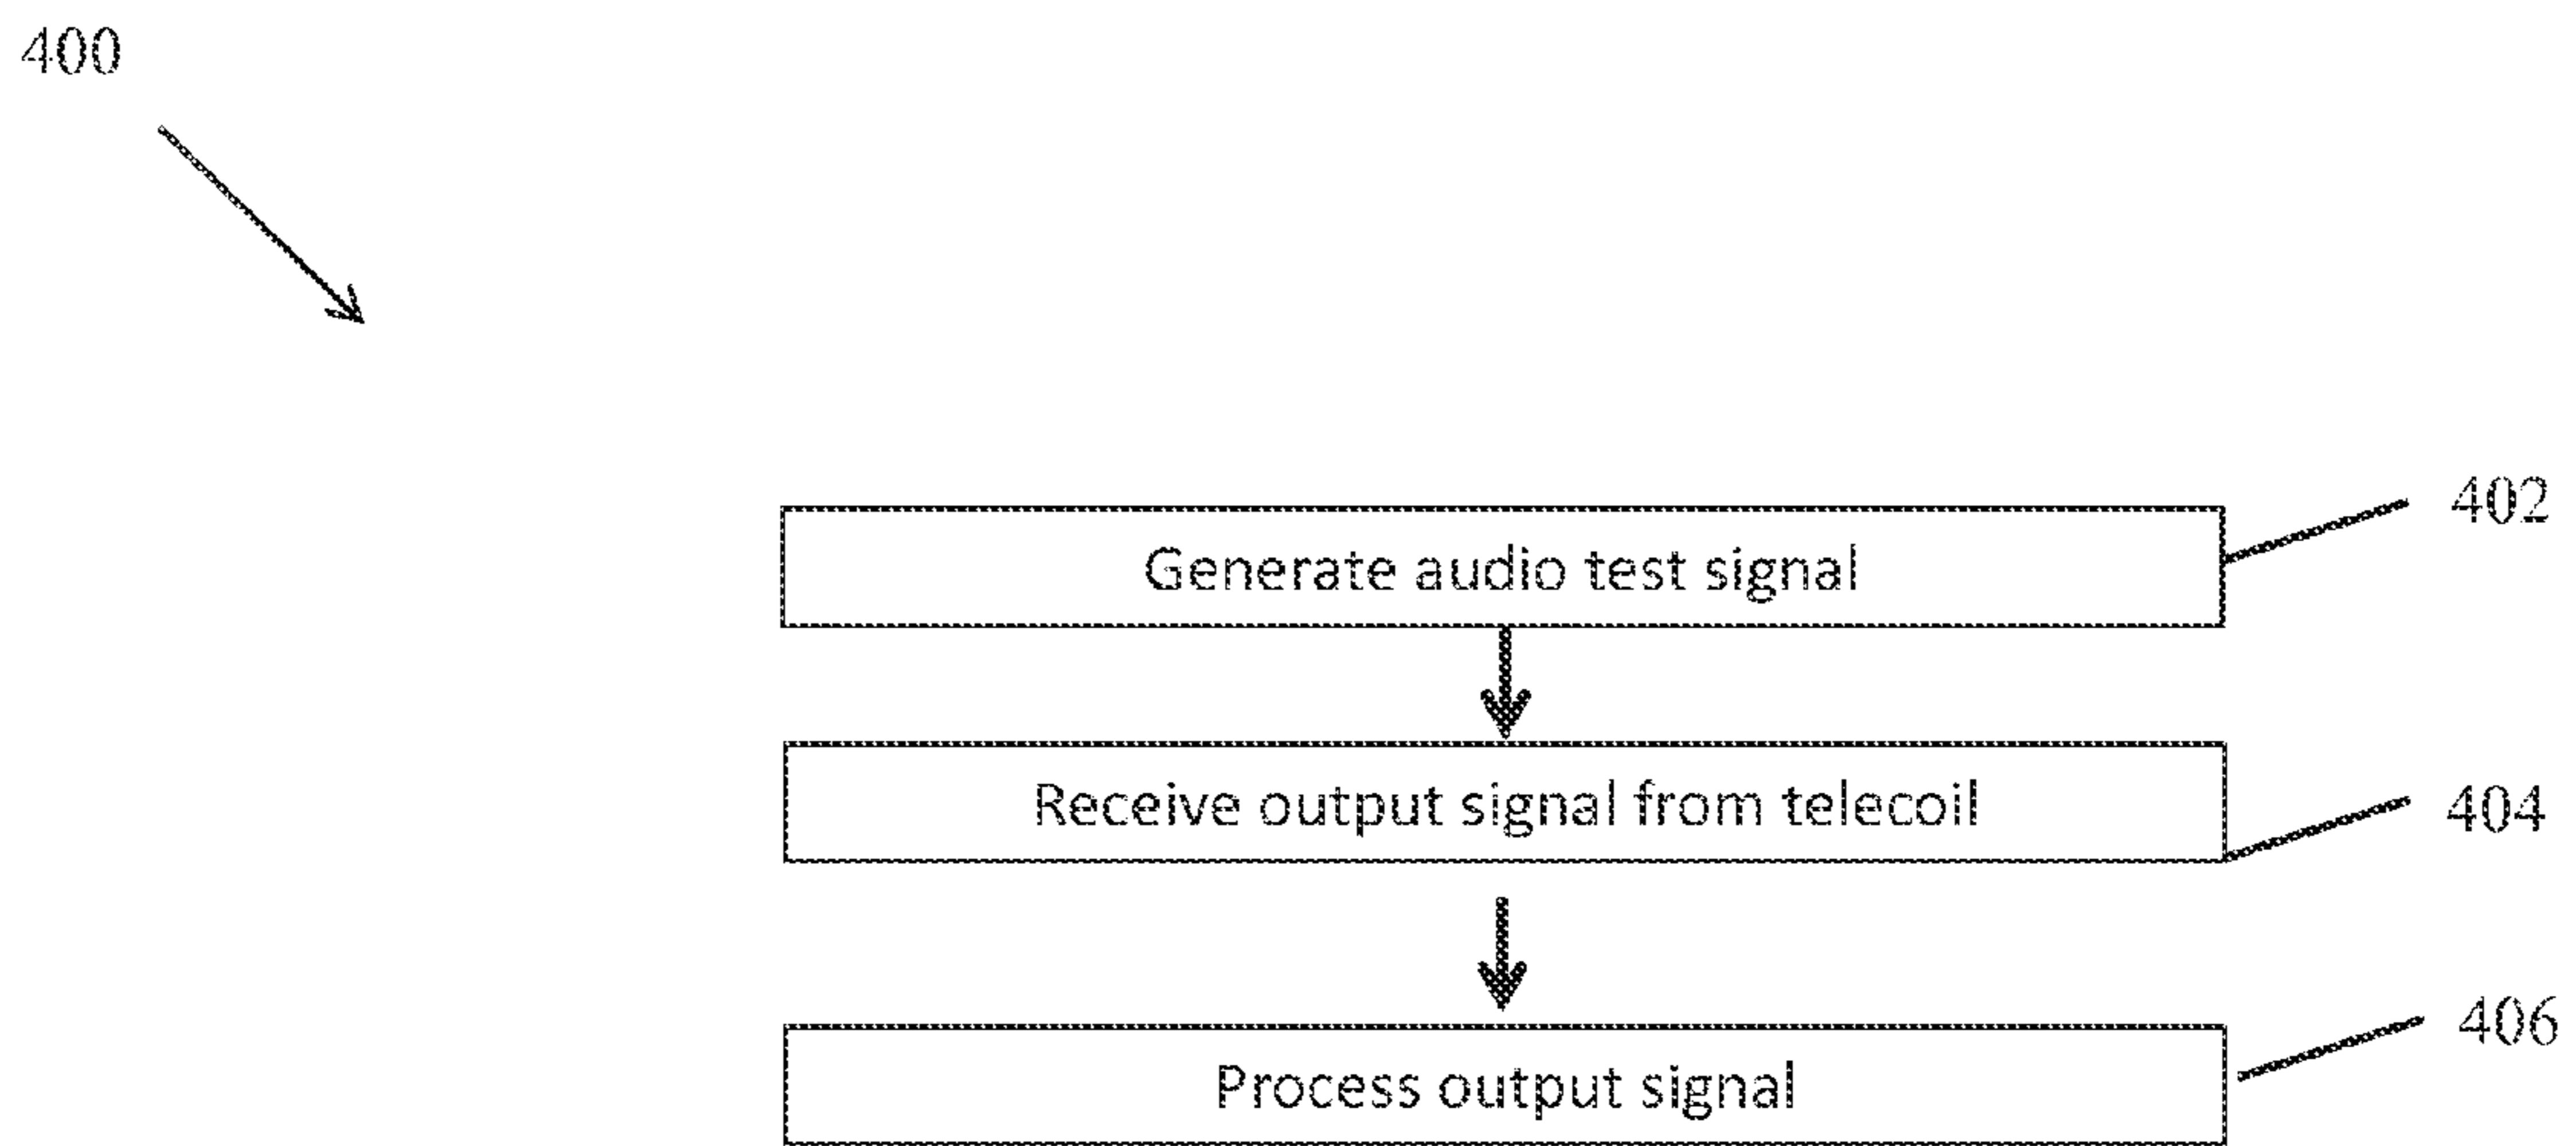 400
402
Generate audio test signal
Receive output signal from telecoil
404
406
Process output signal